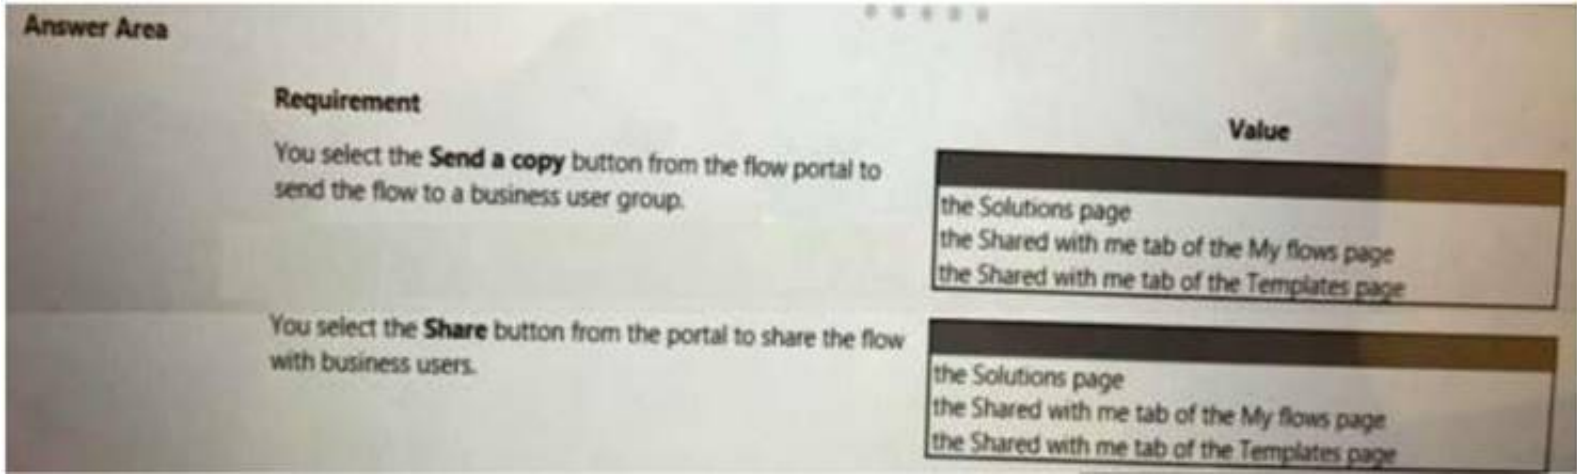 Answer Area
Requirement
Value
You select the Send a copy button from the flow portal to
send the flow to a business user group.
the Solutions page
the Shared with me tab of the My flows page
the Shared with me tab of the Templates page
You select the Share button from the portal to share the flow
with business users.
the Solutions page
the Shared with me tab of the My flows page
the Shared with me tab of the Templates page